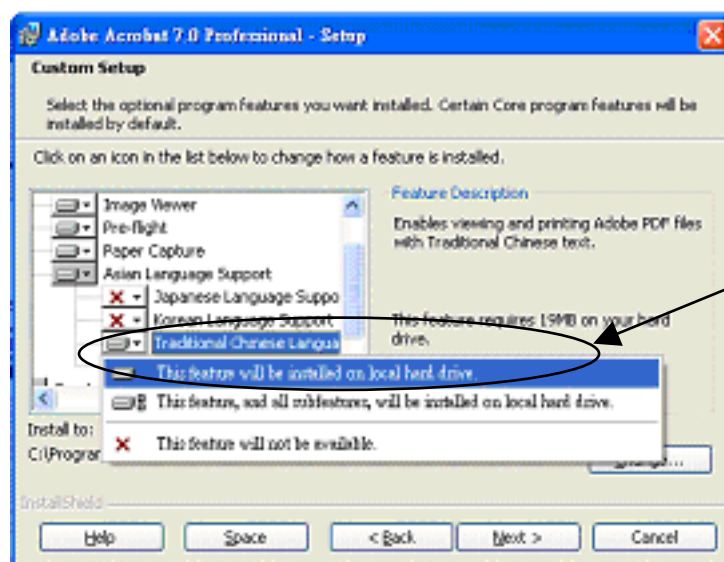 Adobe Acrobat 7.0 Professional - Setup
Custom Setup
Select the optional program features you want installed. Certain Core program features will be
installed by default.
Click on an icon in the list below to change how a feature is installed.
Image Viewer
Pre-flight
Paper Capture
Asian Language Support
Japanese Language Suppo
Korean Language Support
Traditional Chinese Langua
Feature Description
Enables viewing and printing Adobe PDF files
with Traditional Chinese text.
This feature requires 19MB on your hard
drive.
This feature will be installed on local hard drive.
This feature, and all subfeatures, will be installed on local hard drive.
This feature will not be available.
Install to:
C:\Progra
InstallShield
Help
Space
< Back
Next >
Cancel